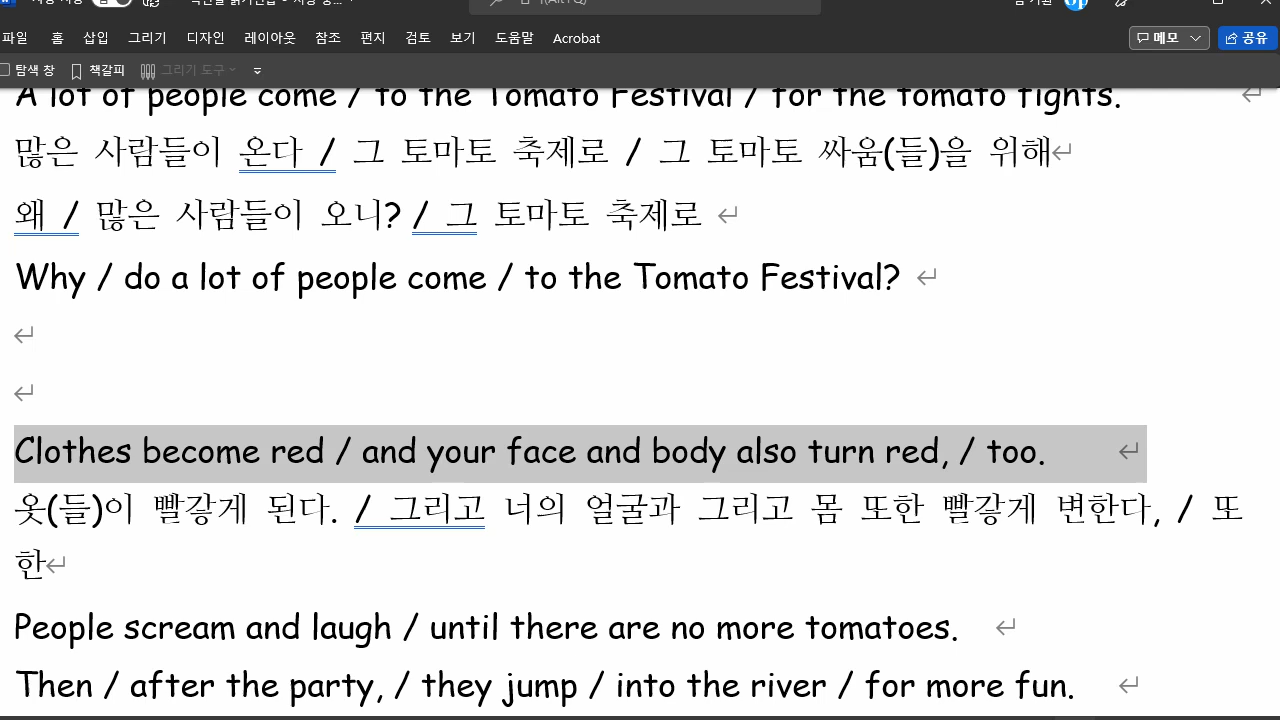 파일 홈 삽입 그리기 디자인 레이아웃 참조 편지 검토 보기 도움말 Acrobat 메모 공유
탐색 창 책갈피 그리기 도구
A lot of people come / to the Tomato Festival / for the tomato fights.
많은 사람들이 온다 / 그 토마토 축제로 / 그 토마토 싸움(들)을 위해
왜 / 많은 사람들이 오니? / 그 토마토 축제로
Why / do a lot of people come / to the Tomato Festival?
Clothes become red / and your face and body also turn red, / too.
옷(들)이 빨갛게 된다. / 그리고 너의 얼굴과 그리고 몸 또한 빨갛게 변한다, / 또
한
People scream and laugh / until there are no more tomatoes.
Then / after the party, / they jump / into the river / for more fun.